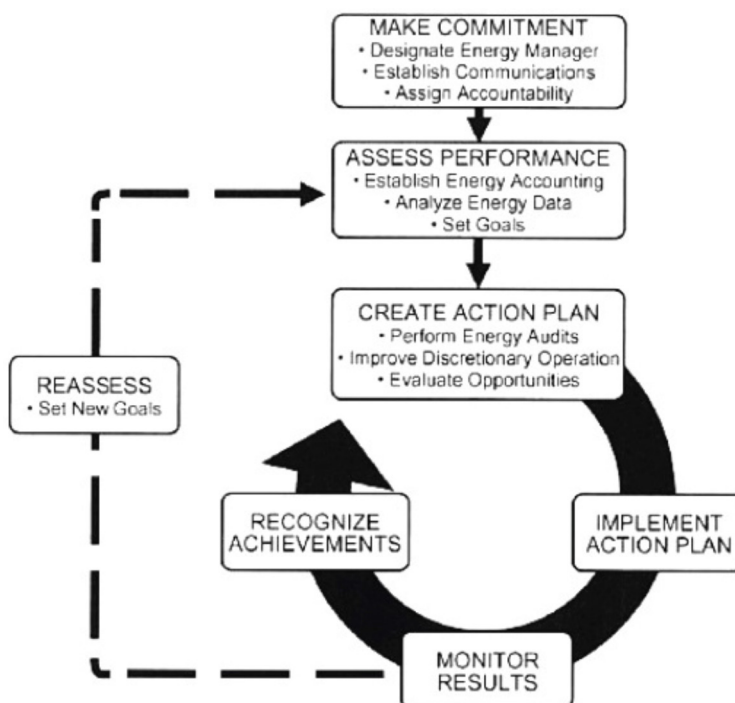 MAKE COMMITMENT
• Designate Energy Manager
• Establish Communications
• Assign Accountability
ASSESS PERFORMANCE
• Establish Energy Accounting
• Analyze Energy Data
• Set Goals
CREATE ACTION PLAN
• Perform Energy Audits
• Improve Discretionary Operation
• Evaluate Opportunities
REASSESS
• Set New Goals
RECOGNIZE
ACHIEVEMENTS
IMPLEMENT
ACTION PLAN
MONITOR
RESULTS